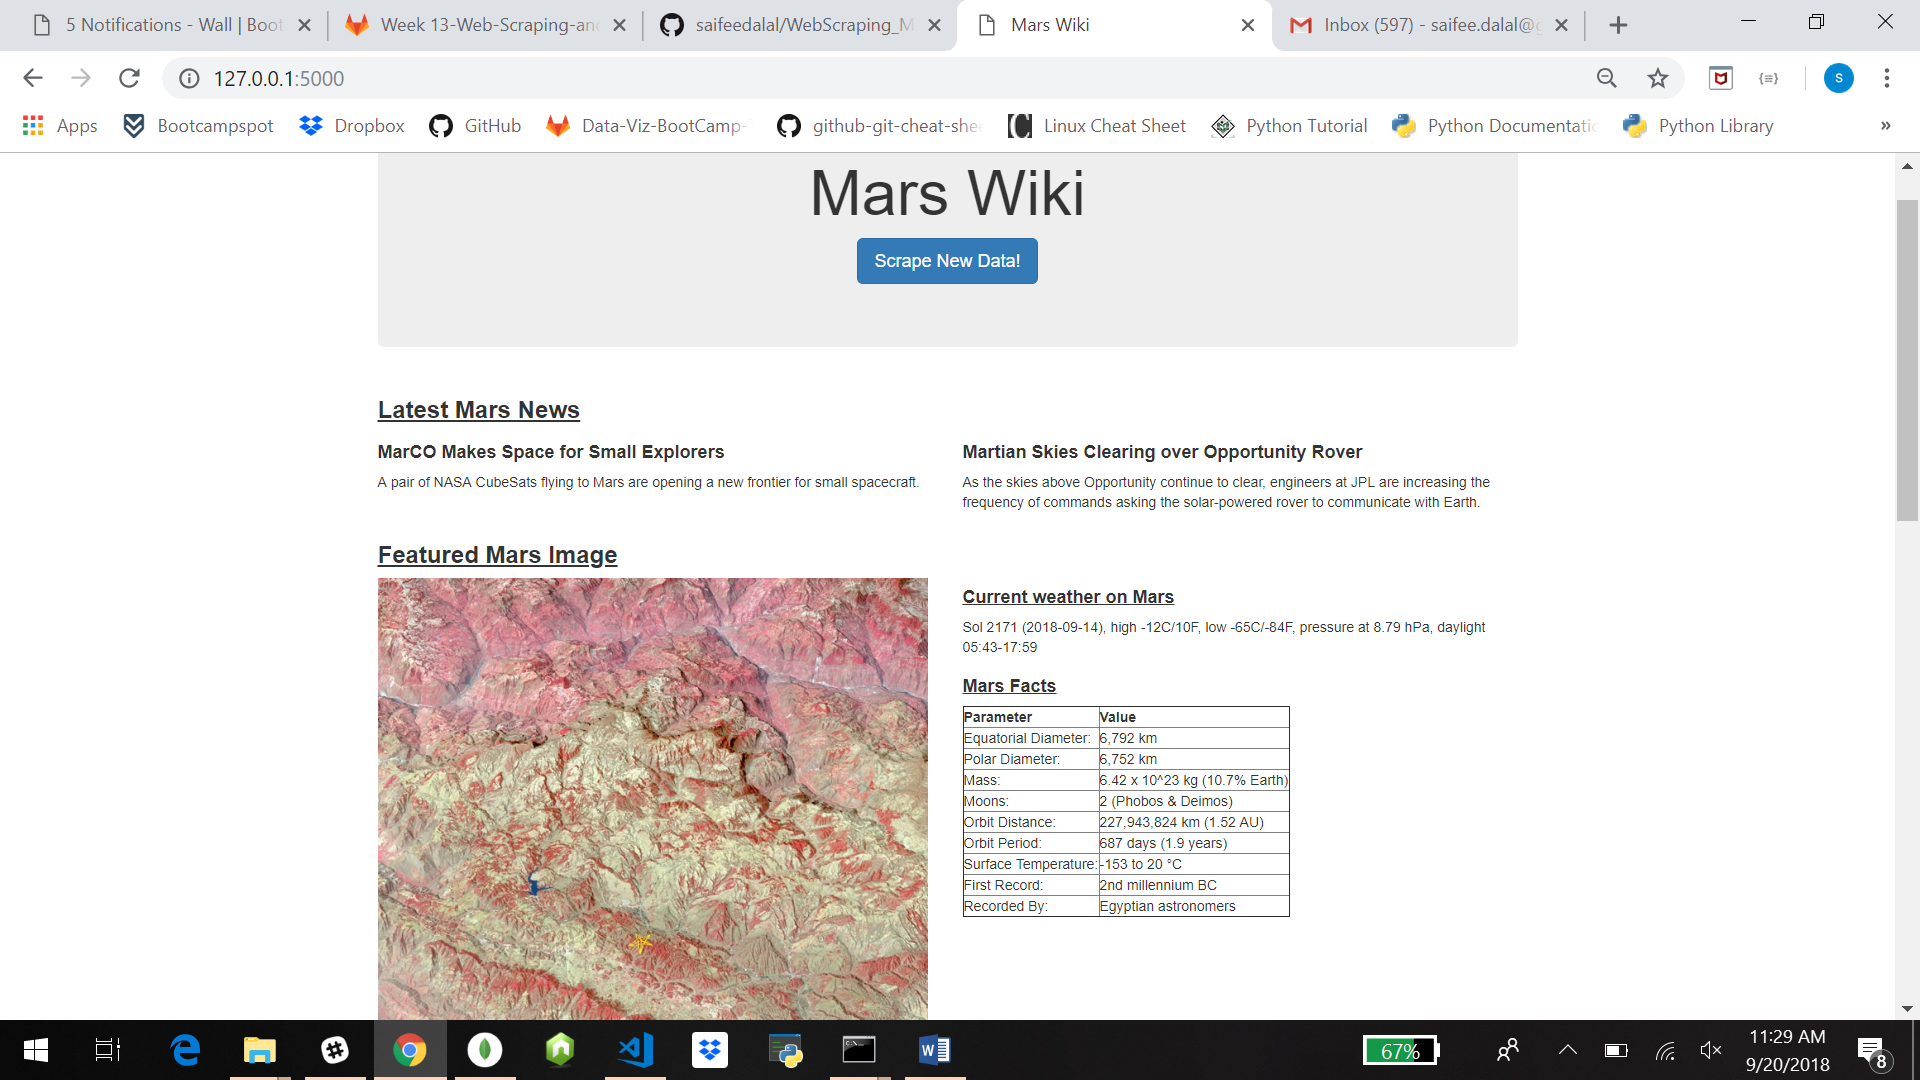 5 Notifications - Wall | Boot
Week 13-Web-Scraping-an
saifeedalal/WebScraping_M
Mars Wiki
Inbox (597) - saifee.dalal@g
127.0.0.1:5000
S
Apps
Bootcampspot
Dropbox
GitHub
Data-Viz-BootCamp-
github-git-cheat-shee
Linux Cheat Sheet
Python Tutorial
Python Documentatio
Python Library
»
Mars Wiki
Scrape New Data!
Latest Mars News
MarCO Makes Space for Small Explorers
A pair of NASA CubeSats flying to Mars are opening a new frontier for small spacecraft.
Martian Skies Clearing over Opportunity Rover
As the skies above Opportunity continue to clear, engineers at JPL are increasing the
frequency of commands asking the solar-powered rover to communicate with Earth.
Featured Mars Image
Current weather on Mars
Sol 2171 (2018-09-14), high -12C/10F, low -65C/-84F, pressure at 8.79 hPa, daylight
05:43-17:59
Mars Facts
Parameter Value
Equatorial Diameter: 6,792 km
Polar Diameter: 6,752 km
Mass: 6.42 x 10^23 kg (10.7% Earth)
Moons: 2 (Phobos & Deimos)
Orbit Distance: 227,943,824 km (1.52 AU)
Orbit Period: 687 days (1.9 years)
Surface Temperature: -153 to 20 °C
First Record: 2nd millennium BC
Recorded By: Egyptian astronomers
67%
11:29 AM
9/20/2018
8